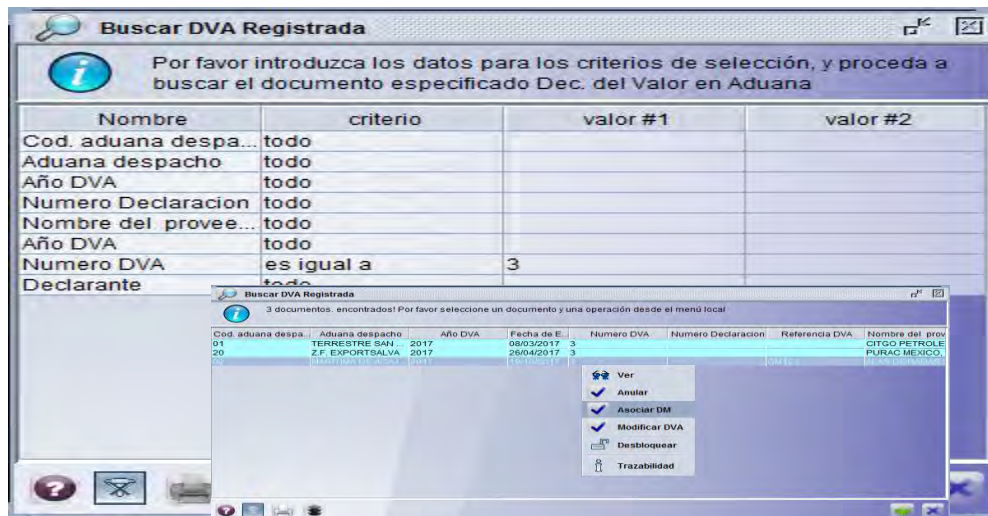 Buscar DVA Registrada
Por favor introduzca los datos para los criterios de selección, y proceda a
buscar el documento especificado Dec. del Valor en Aduana
Nombre criterio valor #1 valor #2
Cod. aduana despa... todo
Aduana despacho todo
Año DVA todo
Numero Declaracion todo
Nombre del provee... todo
Año DVA todo
Numero DVA es igual a 3
Declarante todo
Buscar DVA Registrada
3 documentos. encontrados! Por favor seleccione un documento y una operación desde el menú local
Cod. aduana despa... Aduana despacho Año DVA Fecha de E... Numero DVA Numero Declaracion Referencia DVA Nombre del prov
01 TERRESTRE SAN ... 2017 08/03/2017 3 CITGO PETROLE
20 Z.F. EXPORTSALVA 2017 26/04/2017 3 PURAC MEXICO,
Ver
Anular
Asociar DM
Modificar DVA
Desbloquear
Trazabilidad